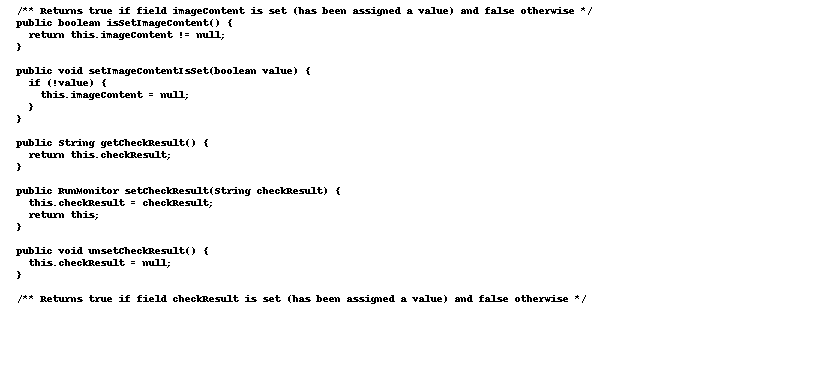 /** Returns true if field imageContent is set (has been assigned a value) and false otherwise */
public boolean isSetImageContent() {
return this.imageContent != null;
}
public void setImageContentIsSet(boolean value) {
if (!value) {
this.imageContent = null;
}
}
public String getCheckResult() {
return this.checkResult;
}
public RunMonitor setCheckResult(String checkResult) {
this.checkResult = checkResult;
return this;
}
public void unsetCheckResult() {
this.checkResult = null;
}
/** Returns true if field checkResult is set (has been assigned a value) and false otherwise */